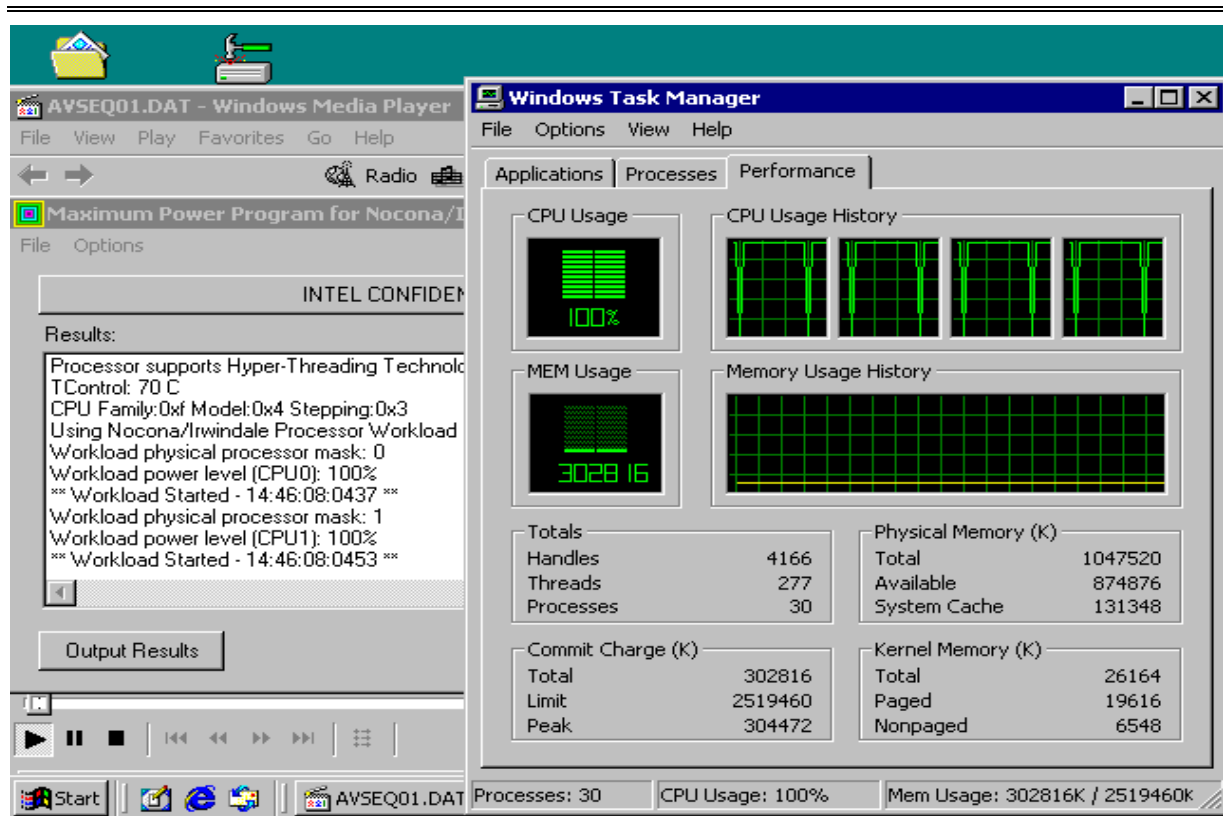 AVSEQ01.DAT - Windows Media Player
File View Play Favorites Go Help
Radio
Maximum Power Program for Nocona/I
File Options
INTEL CONFIDEN
Results:
Processor supports Hyper-Threading Technolo
TControl: 70 C
CPU Family:0xf Model:0x4 Stepping:0x3
Using Nocona/Irwindale Processor Workload
Workload physical processor mask: 0
Workload power level (CPU0): 100%
** Workload Started - 14:46:08:0437 **
Workload physical processor mask: 1
Workload power level (CPU1): 100%
** Workload Started - 14:46:08:0453 **
Output Results
Windows Task Manager
File Options View Help
Applications Processes Performance
CPU Usage
CPU Usage History
100%
MEM Usage
Memory Usage History
302816
Totals
Handles 4166
Threads 277
Processes 30
Physical Memory (K)
Total 1047520
Available 874876
System Cache 131348
Commit Charge (K)
Total 302816
Limit 2519460
Peak 304472
Kernel Memory (K)
Total 26164
Paged 19616
Nonpaged 6548
Processes: 30 CPU Usage: 100% Mem Usage: 302816K / 2519460K
Start AVSEQ01.DAT